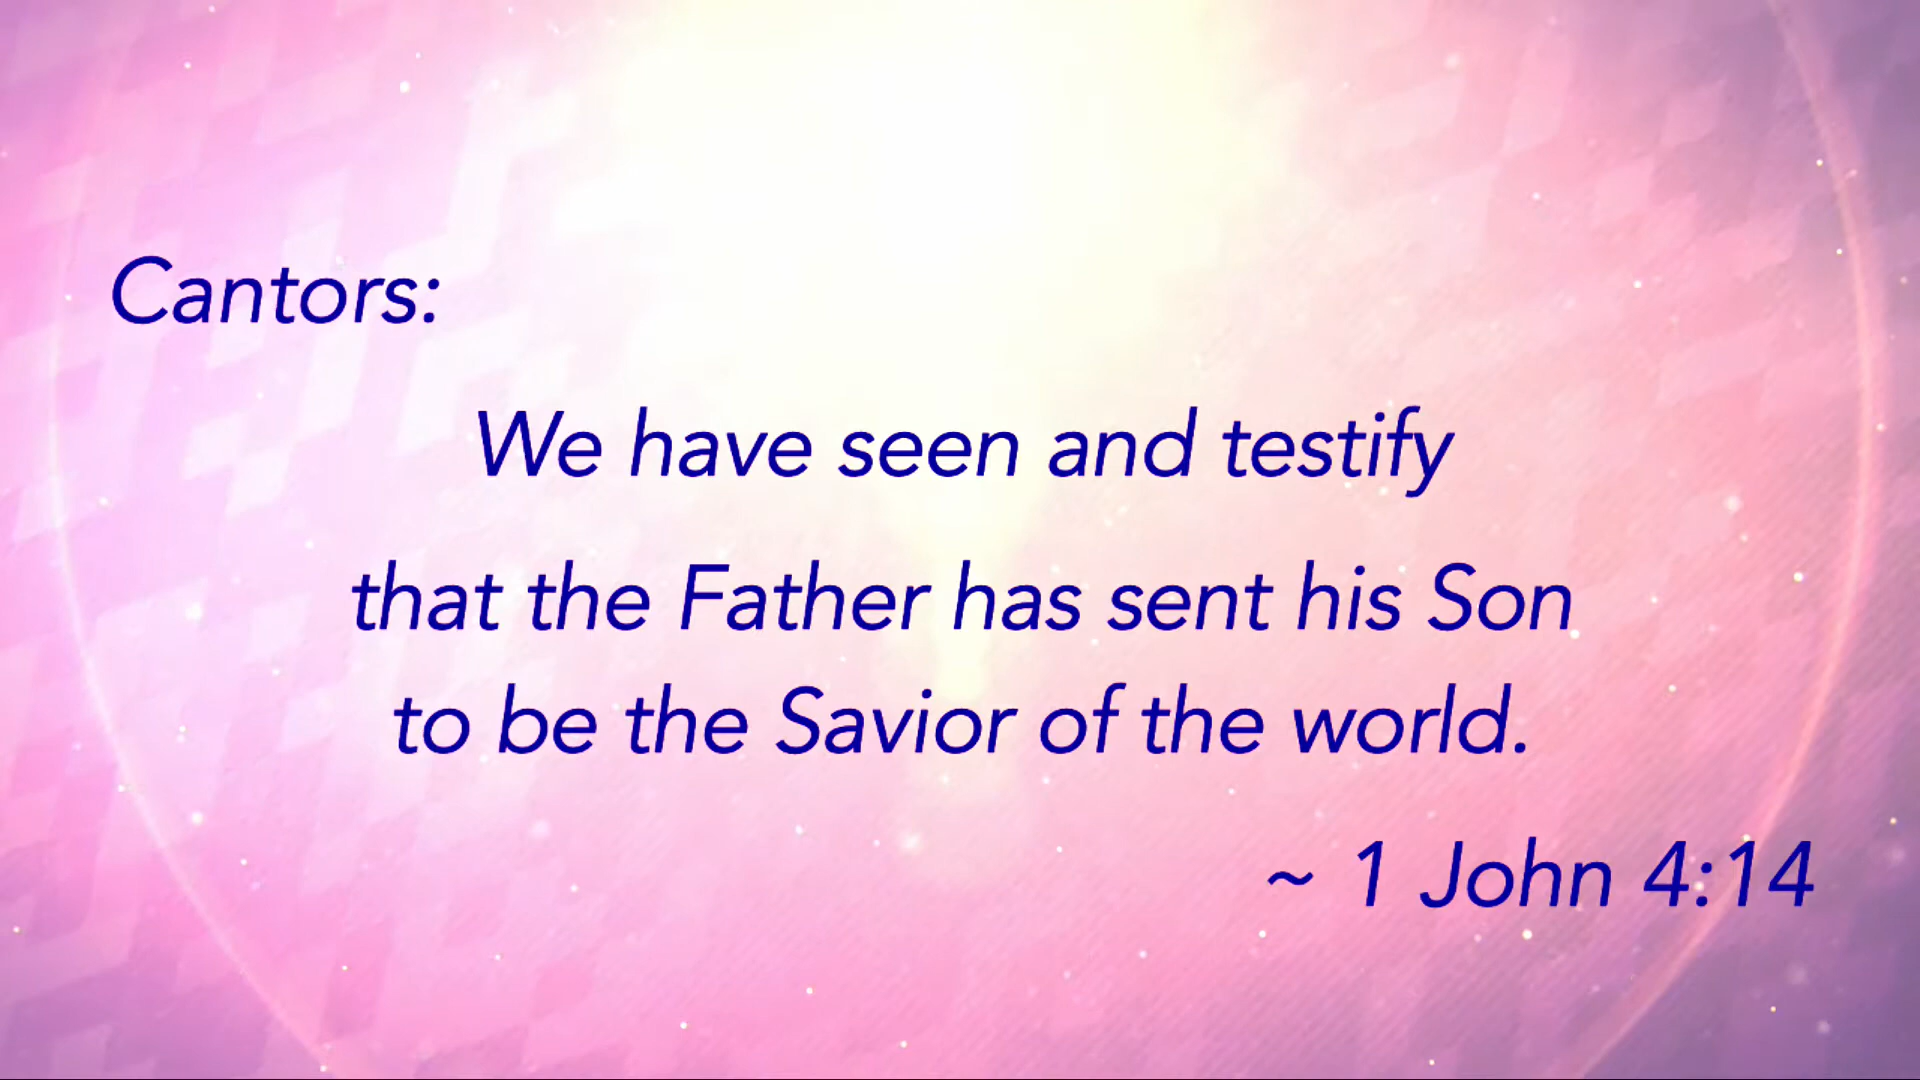 Cantors:
We have seen and testify
that the Father has sent his Son
to be the Savior of the world.
~ 1 John 4:14